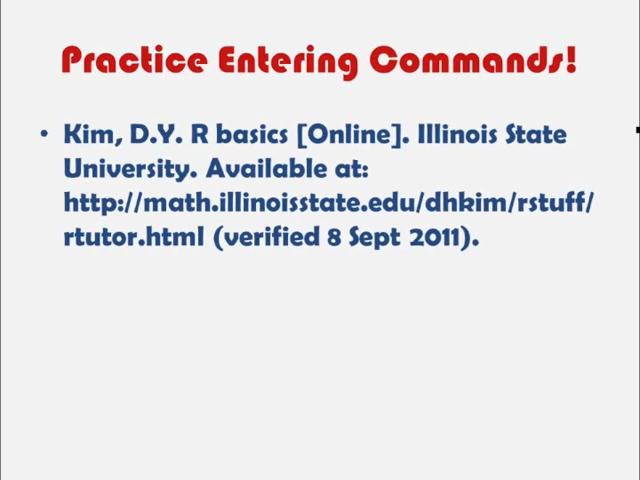 Practice Entering Commands!
• Kim, D.Y. R basics [Online]. Illinois State
University. Available at:
http://math.illinoisstate.edu/dhkim/rstuff/
rtutor.html (verified 8 Sept 2011).